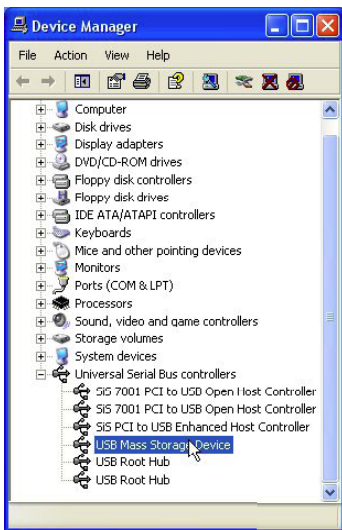 Device Manager
File Action View Help
Computer
Disk drives
Display adapters
DVD/CD-ROM drives
Floppy disk controllers
Floppy disk drives
IDE ATA/ATAPI controllers
Keyboards
Mice and other pointing devices
Monitors
Ports (COM & LPT)
Processors
Sound, video and game controllers
Storage volumes
System devices
Universal Serial Bus controllers
SiS 7001 PCI to USB Open Host Controller
SiS 7001 PCI to USB Open Host Controller
SiS PCI to USB Enhanced Host Controller
USB Mass Storage Device
USB Root Hub
USB Root Hub